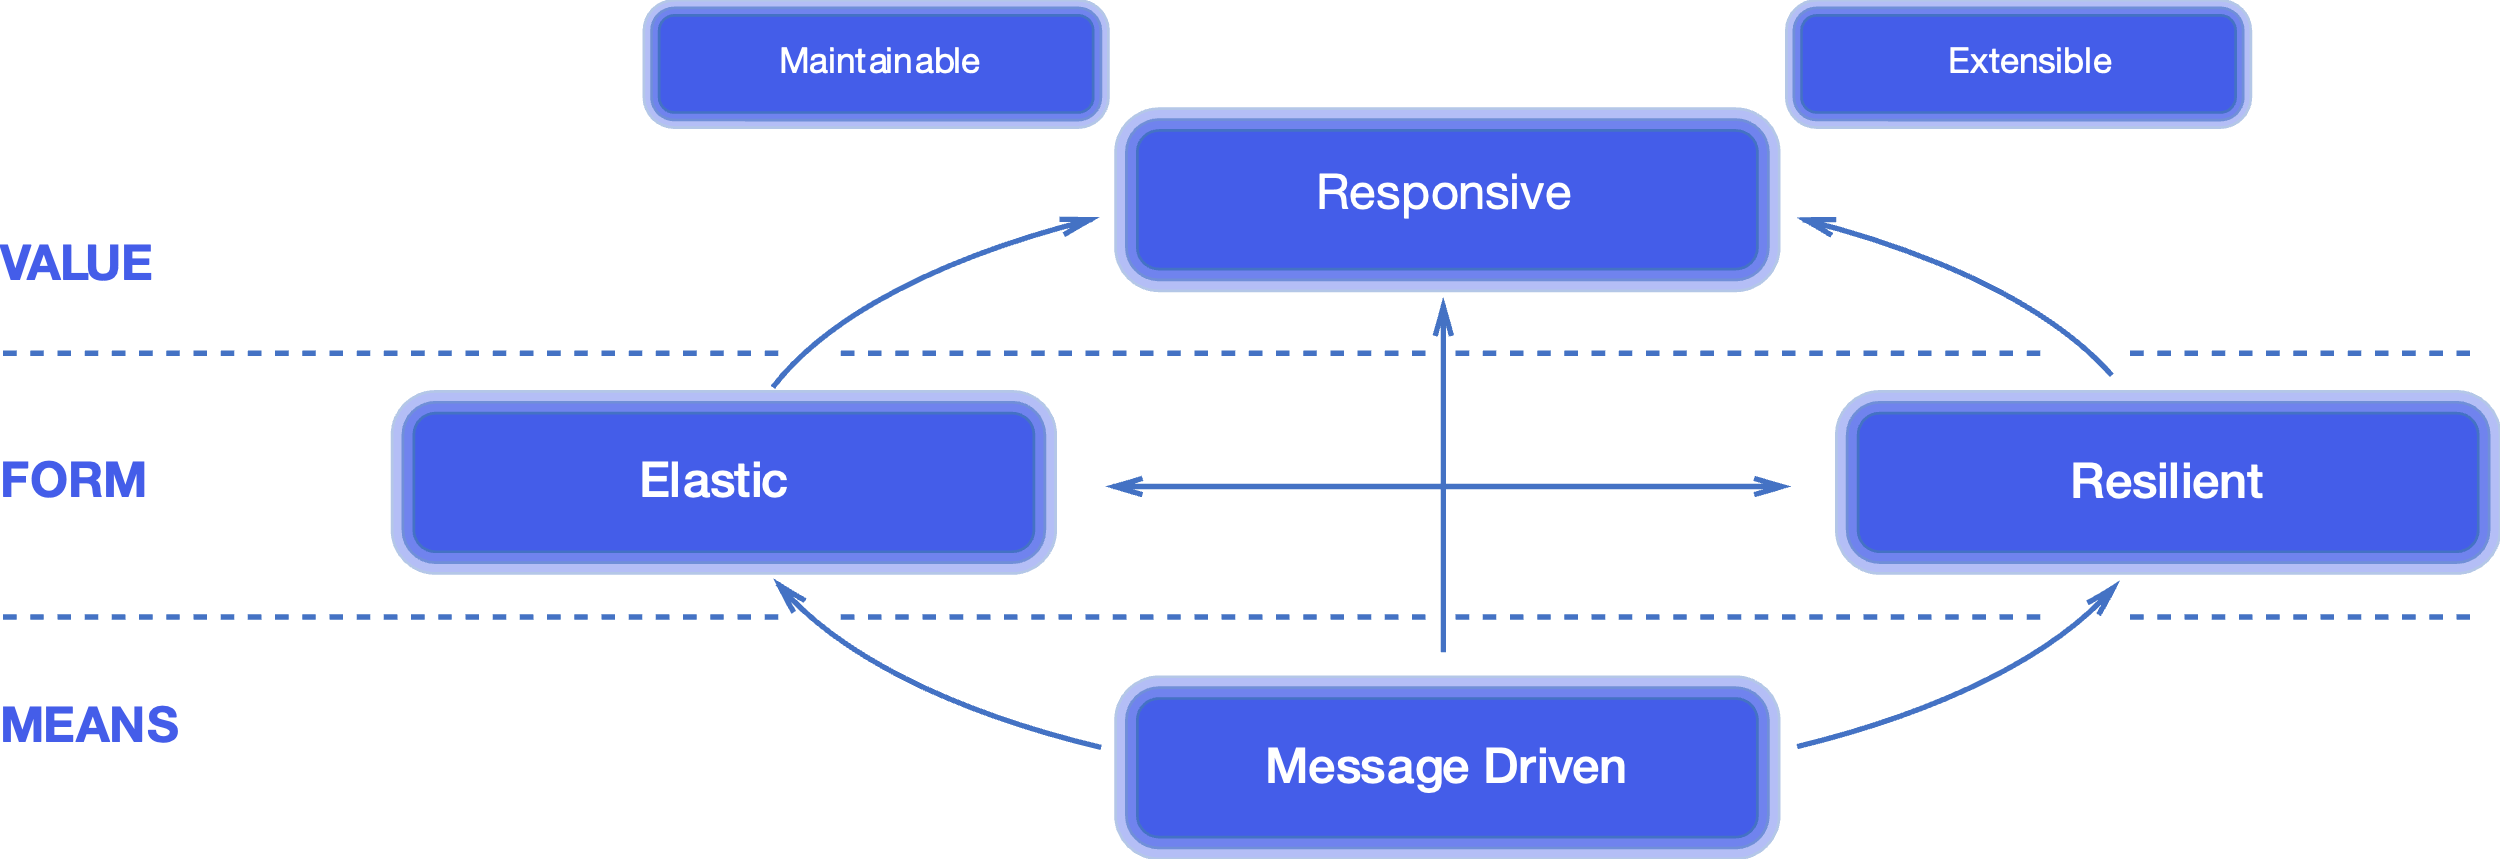 Maintainable
Extensible
Responsive
VALUE
Elastic
Resilient
FORM
Message Driven
MEANS